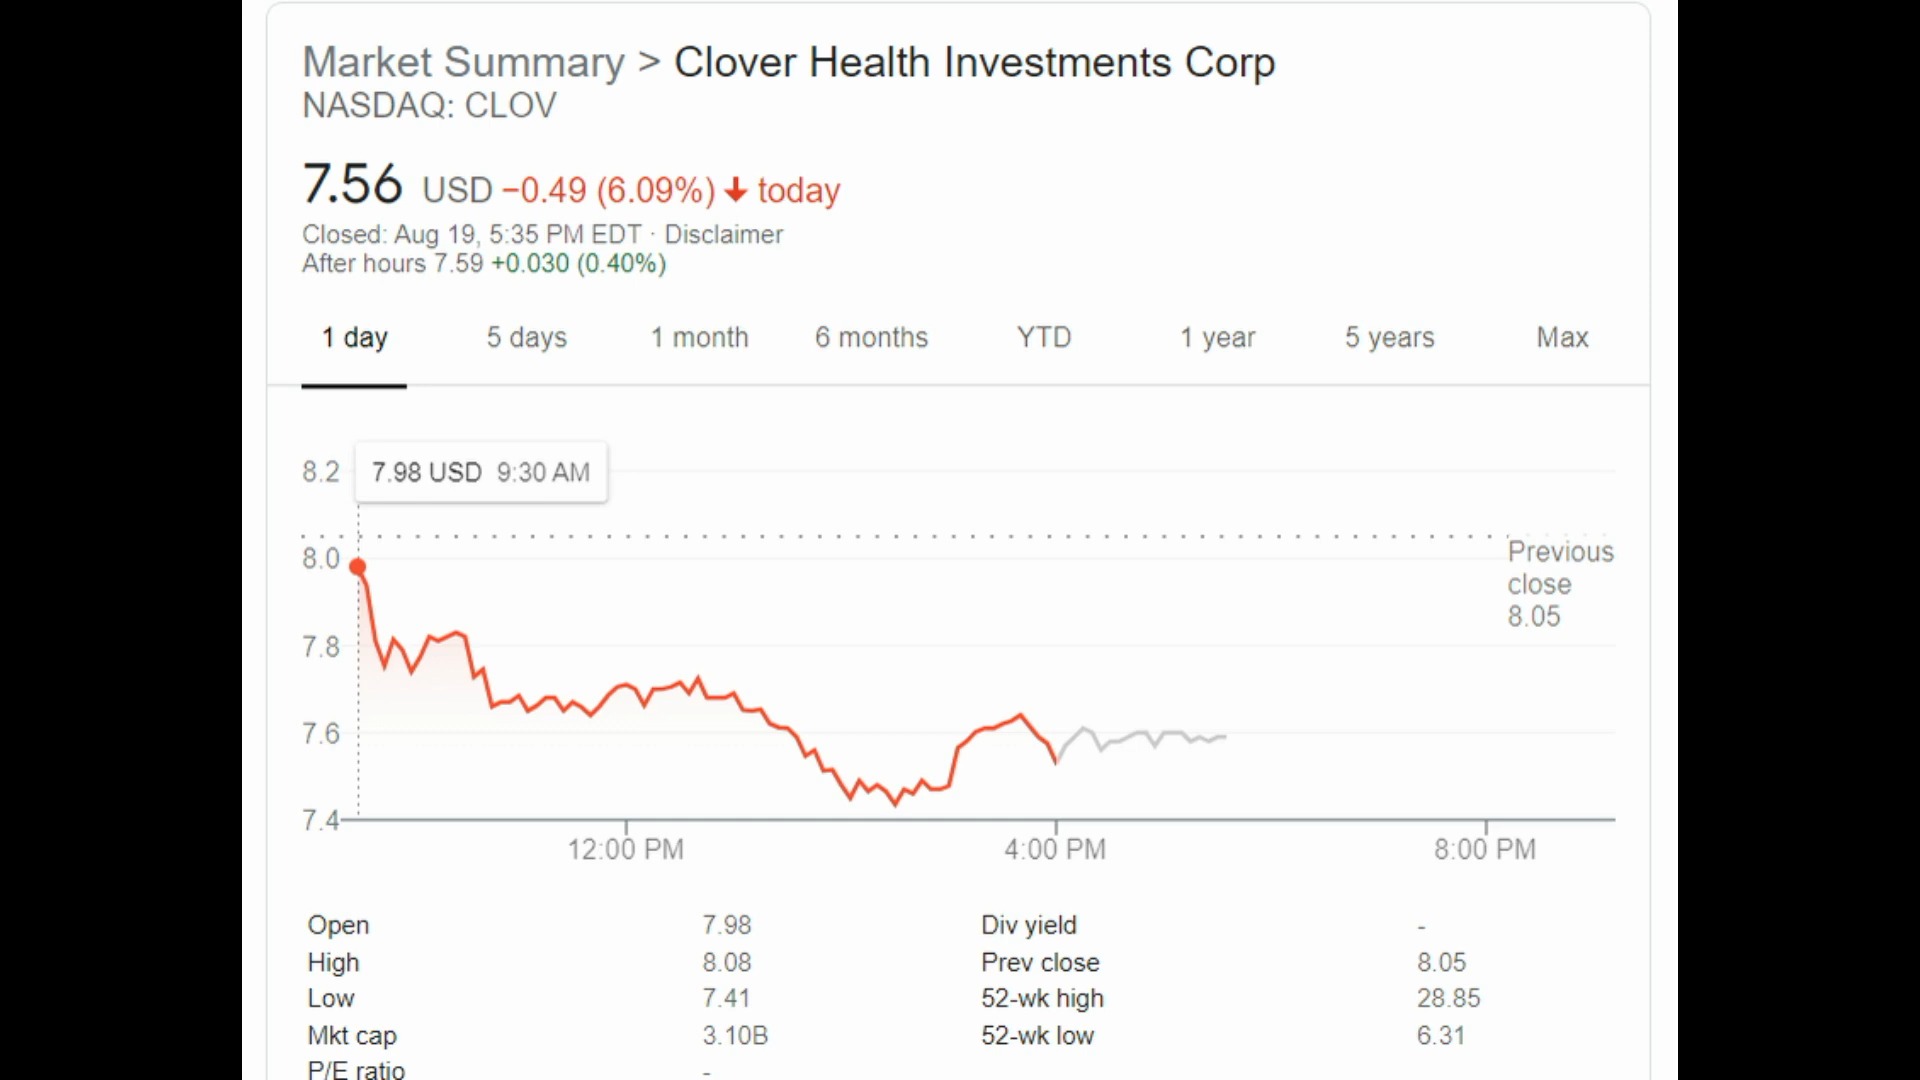 Market Summary > Clover Health Investments Corp
NASDAQ: CLOV
7.56 USD −0.49 (6.09%) ↓ today
Closed: Aug 19, 5:35 PM EDT · Disclaimer
After hours 7.59 +0.030 (0.40%)
1 day 5 days 1 month 6 months YTD 1 year 5 years Max
8.2 7.98 USD 9:30 AM
8.0
Previous
close
8.05
7.8
7.6
7.4
12:00 PM 4:00 PM 8:00 PM
Open 7.98 Div yield -
High 8.08 Prev close 8.05
Low 7.41 52-wk high 28.85
Mkt cap 3.10B 52-wk low 6.31
P/E ratio -